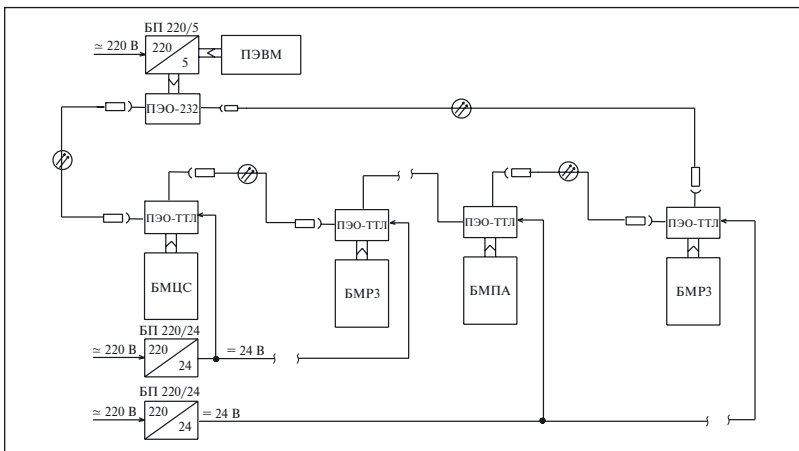 БП 220/5
≃ 220 В
220
5
ПЭВМ
ПЭО-232
ПЭО-ТТЛ
ПЭО-ТТЛ
ПЭО-ТТЛ
ПЭО-ТТЛ
БМЦС
БМРЗ
БМПА
БМРЗ
БП 220/24
≃ 220 В
220
24
= 24 В
БП 220/24
≃ 220 В
220
24
= 24 В